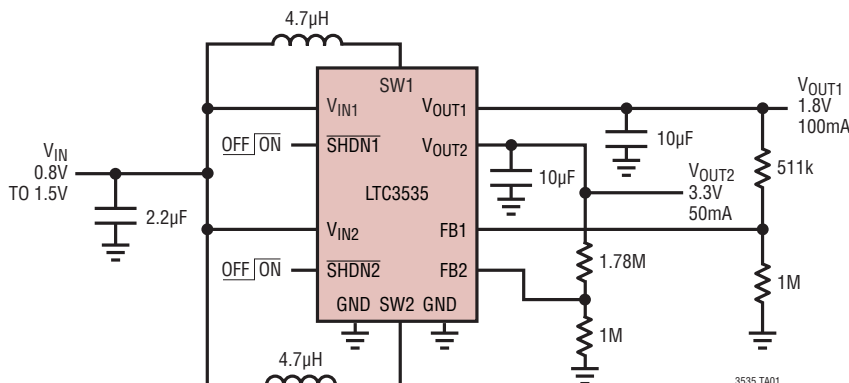 4.7µH
SW1
VIN1
VOUT1
VOUT1
1.8V
100mA
OFF ON
SHDN1
VOUT2
10µF
VIN
0.8V
TO 1.5V
LTC3535
10µF
VOUT2
3.3V
50mA
511k
2.2µF
VIN2
FB1
OFF ON
SHDN2
FB2
1.78M
1M
GND SW2 GND
1M
4.7µH
3535 TA01